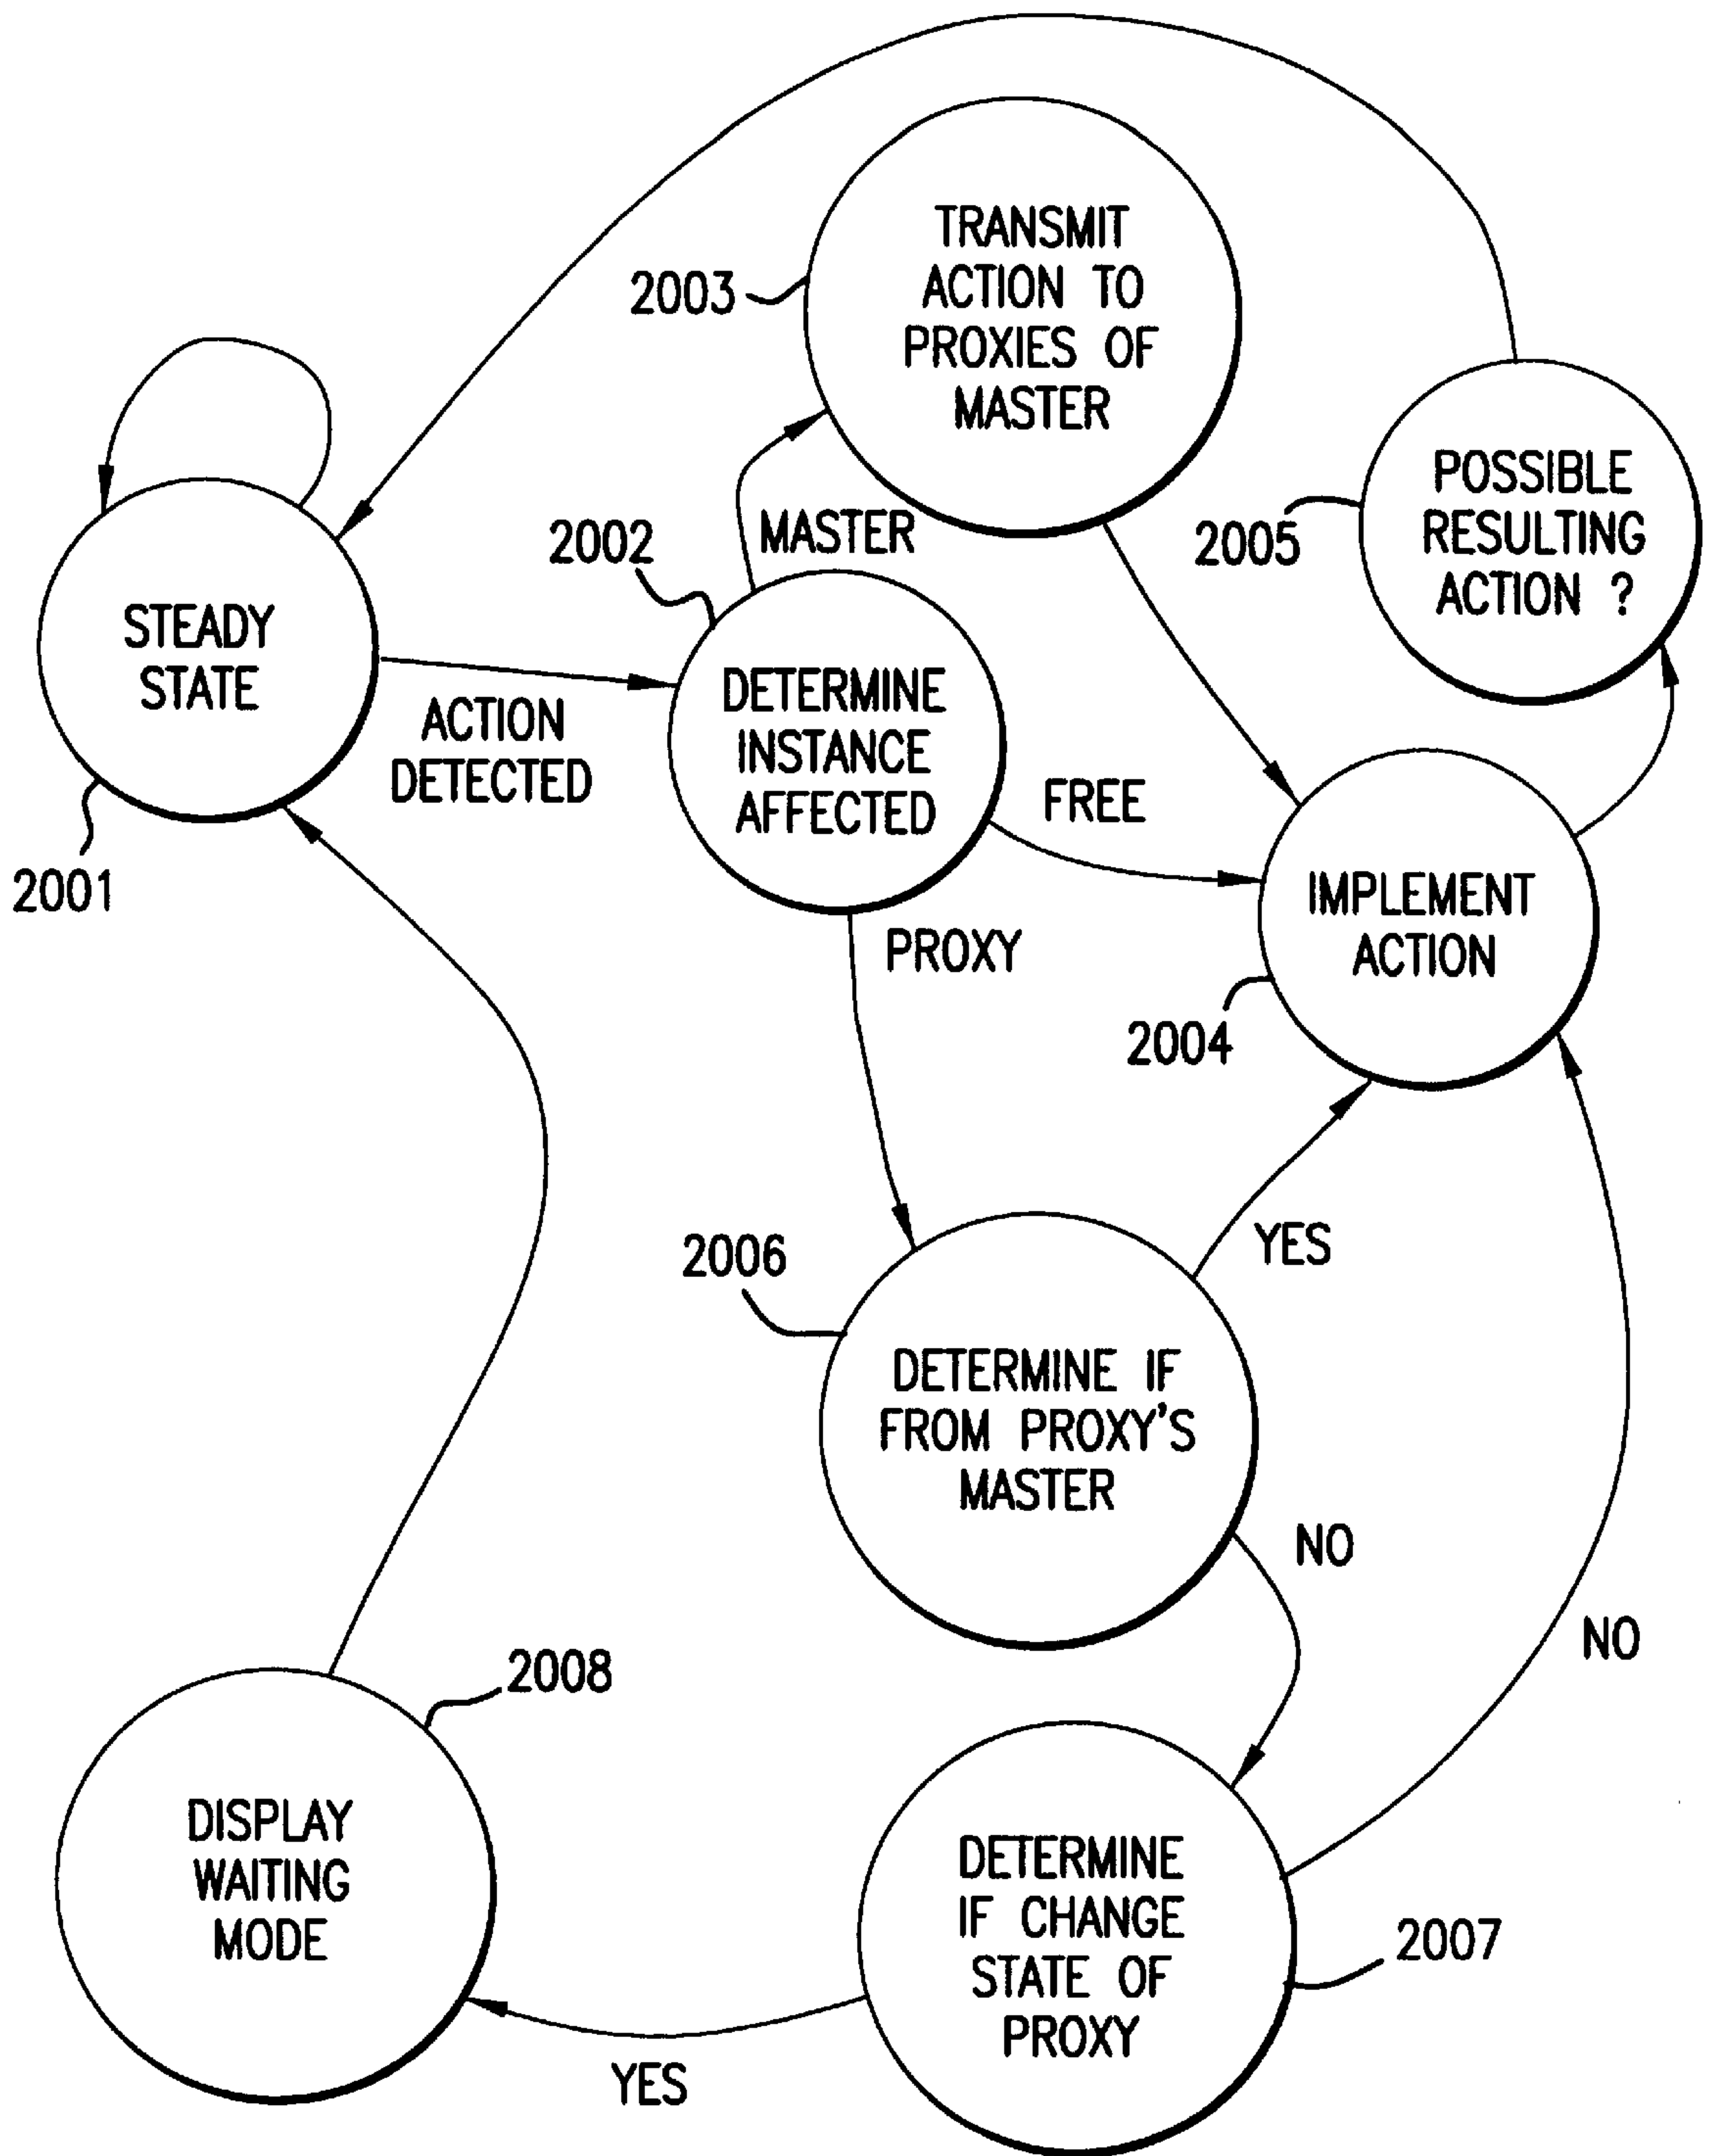 TRANSMIT
ACTION TO
PROXIES OF
MASTER
2003
POSSIBLE
RESULTING
ACTION ?
2005
MASTER
2002
STEADY
STATE
2001
ACTION
DETECTED
DETERMINE
INSTANCE
AFFECTED
FREE
IMPLEMENT
ACTION
2004
PROXY
2006
YES
DETERMINE IF
FROM PROXY'S
MASTER
NO
NO
2008
DISPLAY
WAITING
MODE
DETERMINE
IF CHANGE
STATE OF
PROXY
2007
YES